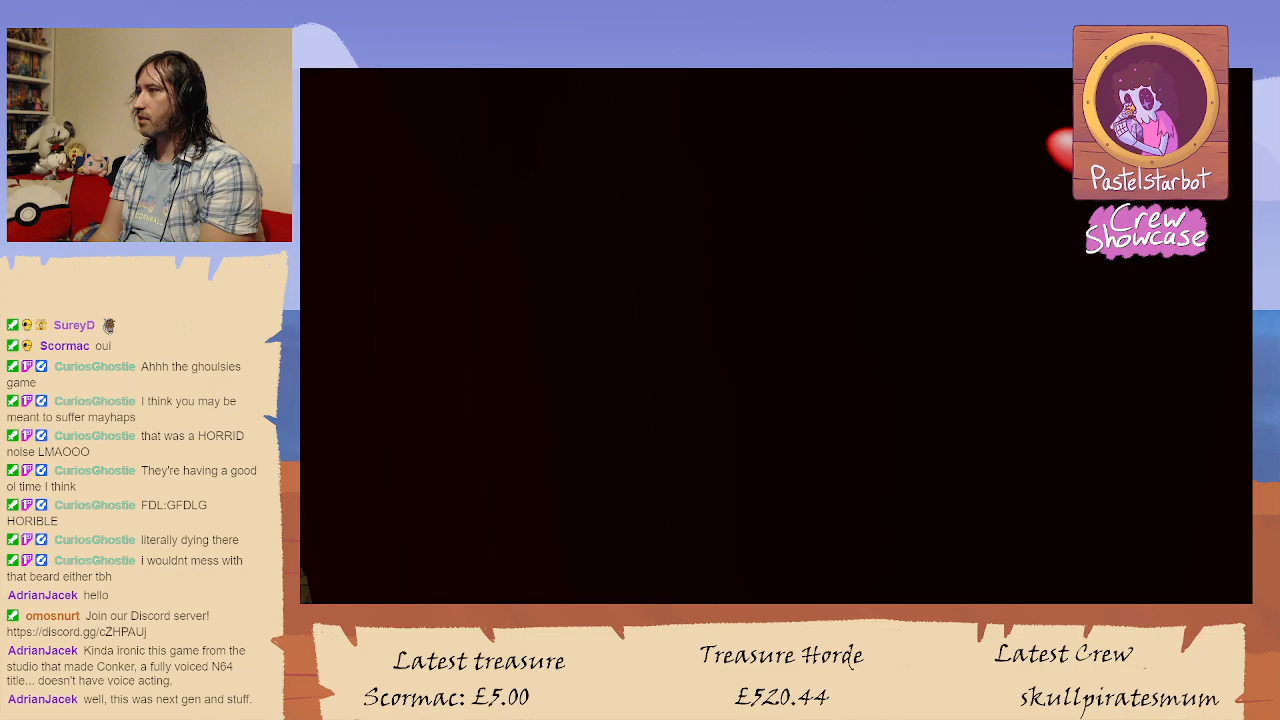 Pastelstarbot
Crew
Showcase
CORNWALL
SureyD
Scormac oui
CuriosGhostie Ahhh the ghoulsies
game
CuriosGhostie I think you may be
meant to suffer mayhaps
CuriosGhostie that was a HORRID
noise LMAOOO
CuriosGhostie They're having a good
ol time I think
CuriosGhostie FDL:GFDLG
HORIBLE
CuriosGhostie literally dying there
CuriosGhostie i wouldnt mess with
that beard either tbh
AdrianJacek hello
omosnurt Join our Discord server!
https://discord.gg/cZHPAUj
AdrianJacek Kinda ironic this game from the
studio that made Conker, a fully voiced N64
title... doesn't have voice acting.
AdrianJacek well, this was next gen and stuff.
Latest treasure
Scormac: £5.00
Treasure Horde
£520.44
Latest Crew
skullpiratesmum